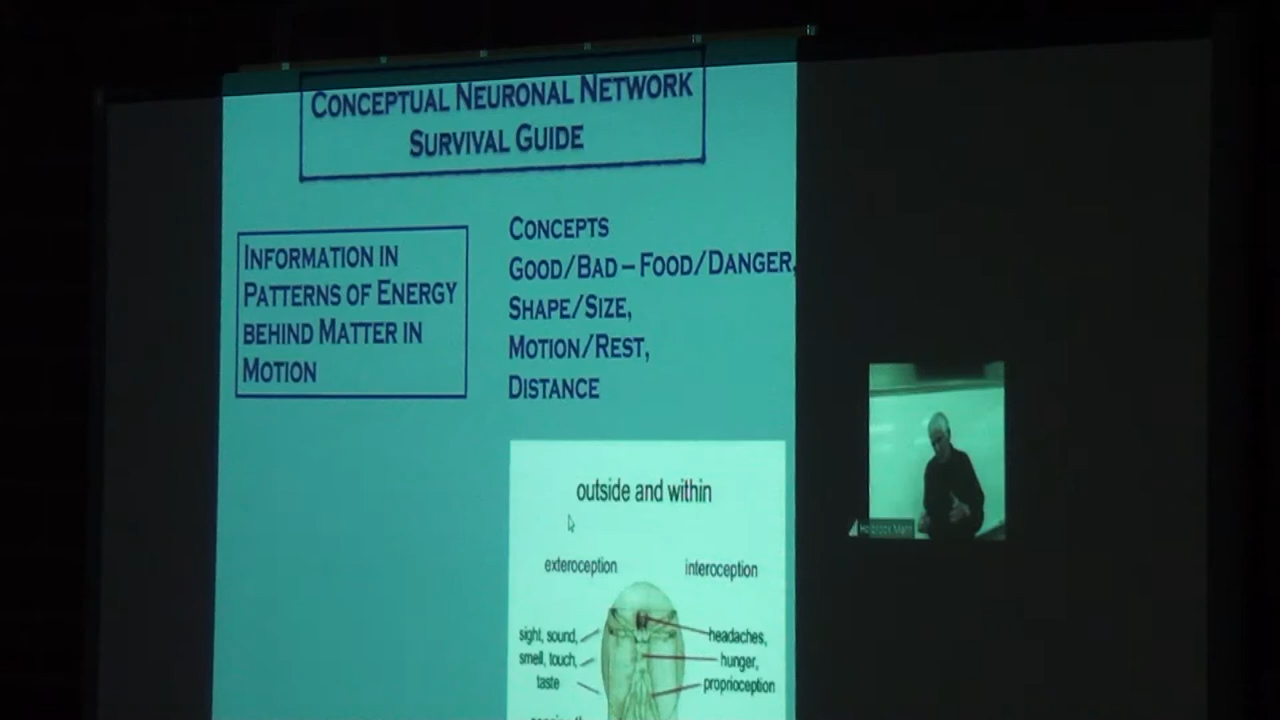 CONCEPTUAL NEURONAL NETWORK
SURVIVAL GUIDE
INFORMATION IN
PATTERNS OF ENERGY
BEHIND MATTER IN
MOTION
CONCEPTS
GOOD/BAD – FOOD/DANGER,
SHAPE/SIZE,
MOTION/REST,
DISTANCE
outside and within
exteroception
interoception
sight, sound,
smell, touch,
taste
headaches,
hunger,
proprioception